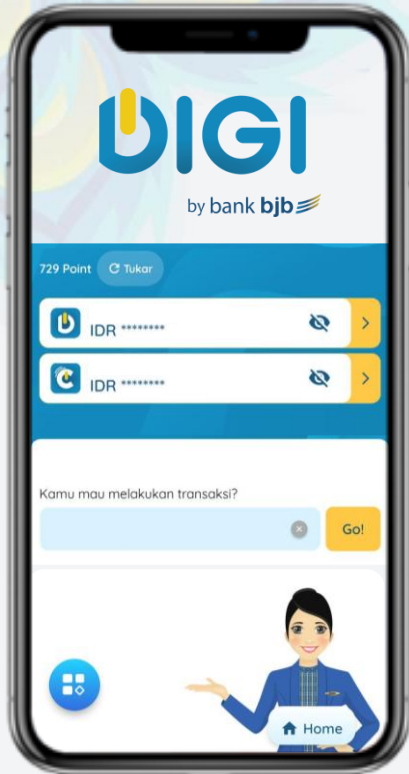 DIGI
by bank bjb
729 Point Tukar
IDR ********
IDR ********
Kamu mau melakukan transaksi?
Go!
Home